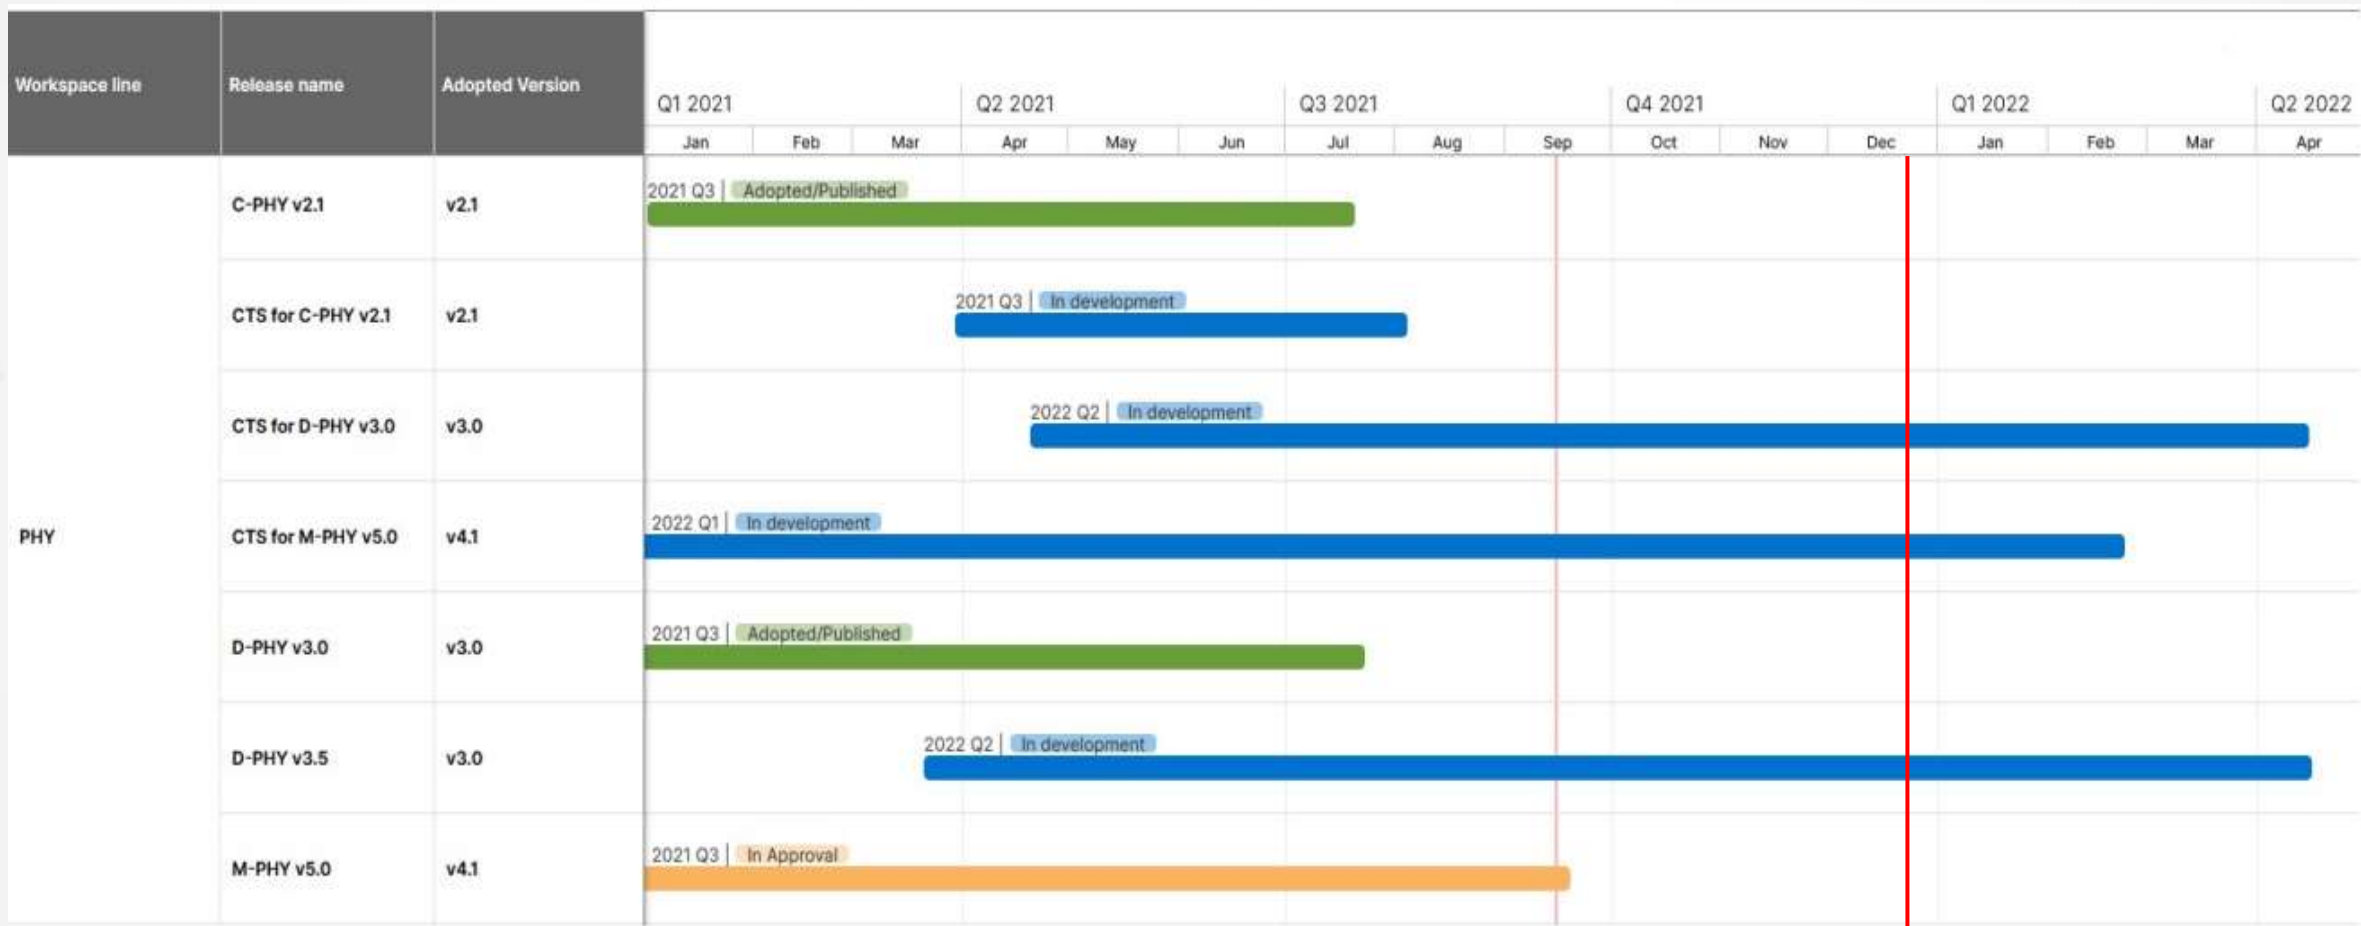 Workspace line
Release name
Adopted Version
Q1 2021
Q2 2021
Q3 2021
Q4 2021
Q1 2022
Q2 2022
Jan
Feb
Mar
Apr
May
Jun
Jul
Aug
Sep
Oct
Nov
Dec
Jan
Feb
Mar
Apr
PHY
C-PHY v2.1
v2.1
2021 Q3 | Adopted/Published
CTS for C-PHY v2.1
v2.1
2021 Q3 | In development
CTS for D-PHY v3.0
v3.0
2022 Q2 | In development
CTS for M-PHY v5.0
v4.1
2022 Q1 | In development
D-PHY v3.0
v3.0
2021 Q3 | Adopted/Published
D-PHY v3.5
v3.0
2022 Q2 | In development
M-PHY v5.0
v4.1
2021 Q3 | In Approval